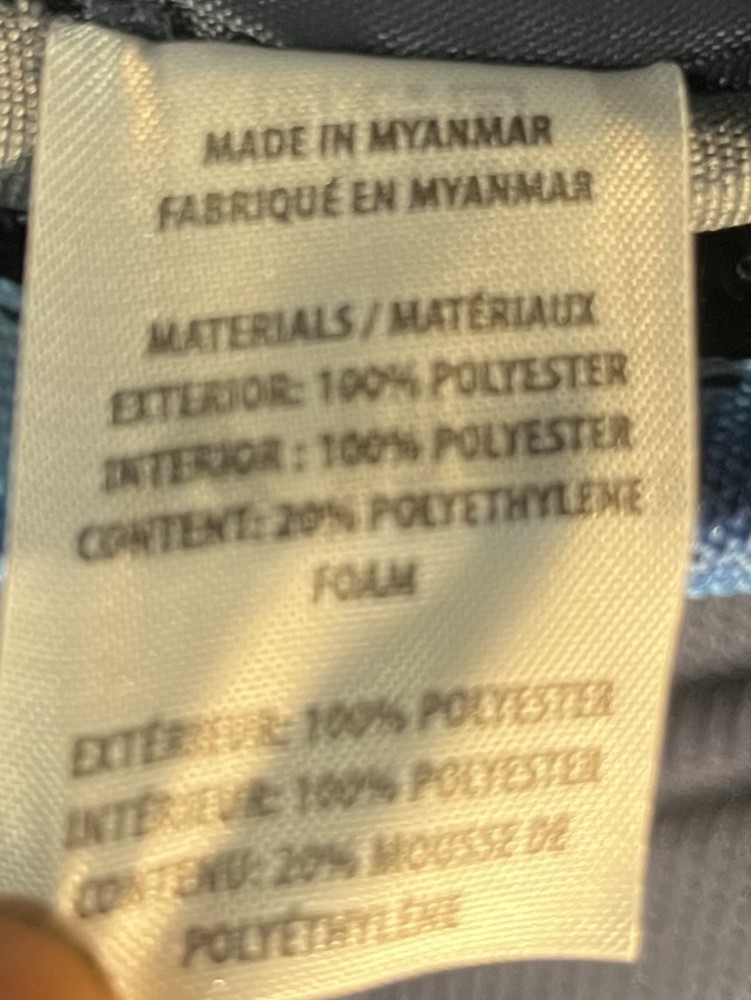 MADE IN MYANMAR
FABRIQUÉ EN MYANMAR
MATERIALS / MATÉRIAUX
EXTERIOR: 100% POLYESTER
INTERIOR : 100% POLYESTER
CONTENT: 20% POLYETHYLENE
FOAM
EXTÉRIEUR: 100% POLYESTER
INTÉRIEUR: 100% POLYESTER
CONTENU: 20% MOUSSE DE
POLYÉTHYLÈNE